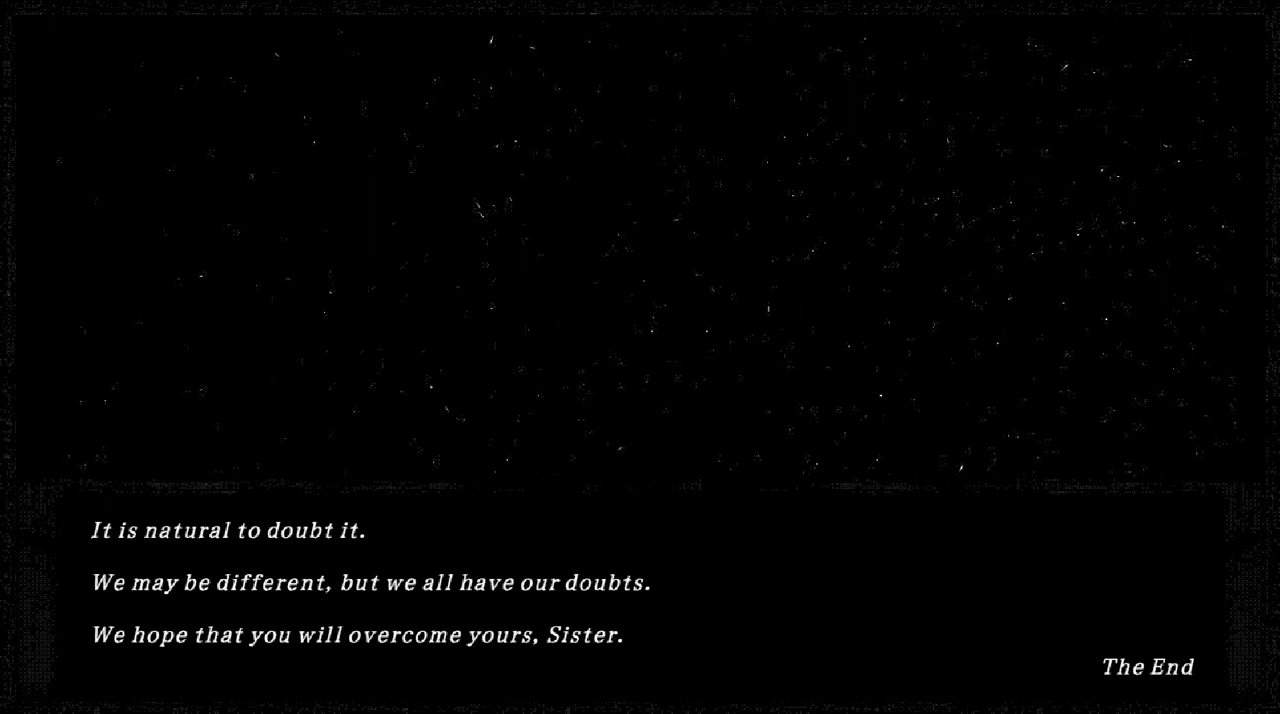 It is natural to doubt it.
We may be different, but we all have our doubts.
We hope that you will overcome yours, Sister.
The End